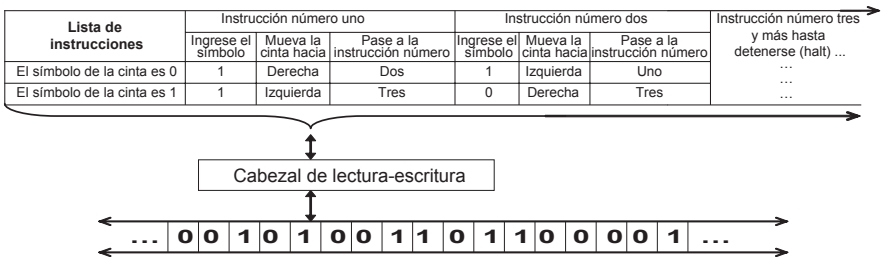 Lista de instrucciones
Instrucción número uno
Instrucción número dos
Instrucción número tres y más hasta detenerse (halt) ...
Ingrese el símbolo
Mueva la cinta hacia
Pase a la instrucción número
Ingrese el símbolo
Mueva la cinta hacia
Pase a la instrucción número
El símbolo de la cinta es 0 1 Derecha Dos 1 Izquierda Uno ...
...
El símbolo de la cinta es 1 1 Izquierda Tres 0 Derecha Tres ...
Cabezal de lectura-escritura
... 0 0 1 0 1 0 0 1 1 0 1 1 0 0 0 0 1 ...